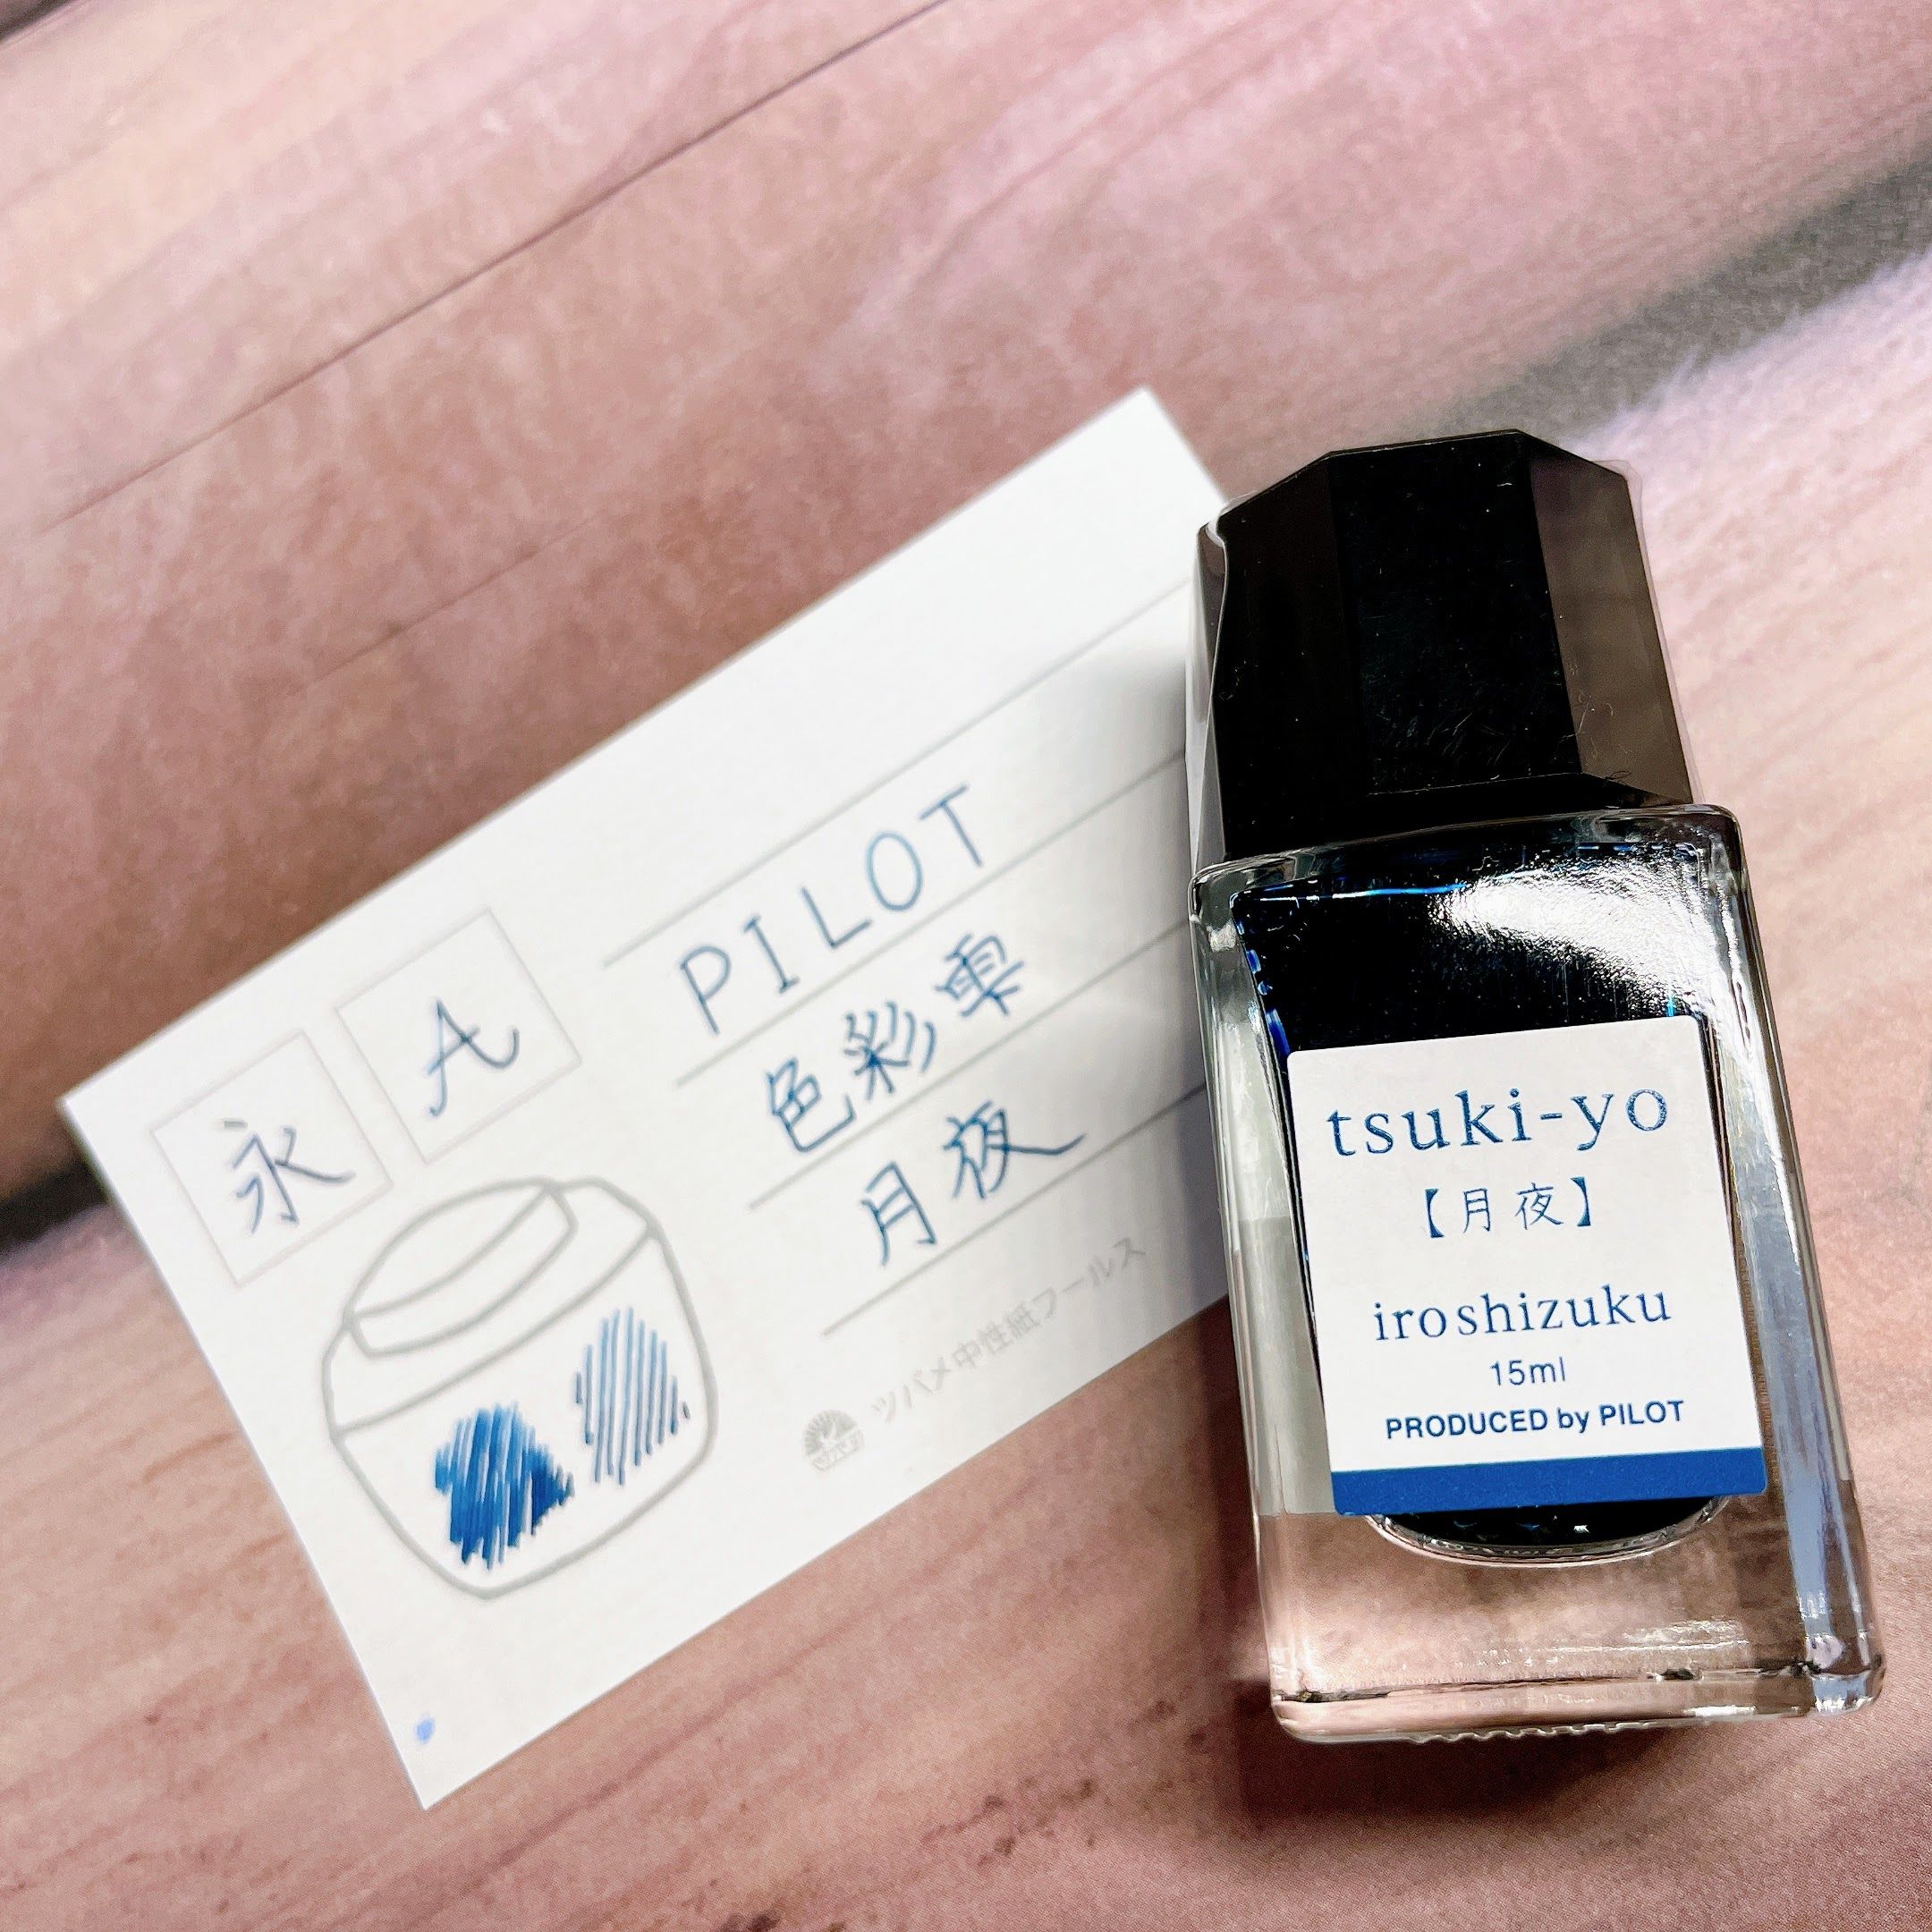 永 A
PILOT
色彩雫
月夜
ツバメ中性紙フールス
tsuki-yo
【月夜】
iroshizuku
15ml
PRODUCED by PILOT